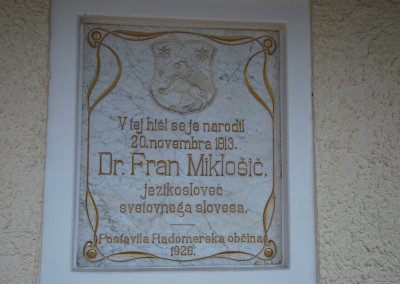 V tej hiši se je narodil
20. novembra 1813.
Dr. Fran Miklošič,
jezikoslovec
svetovnega slovesa.
Postavila Radomerska občina
1926.